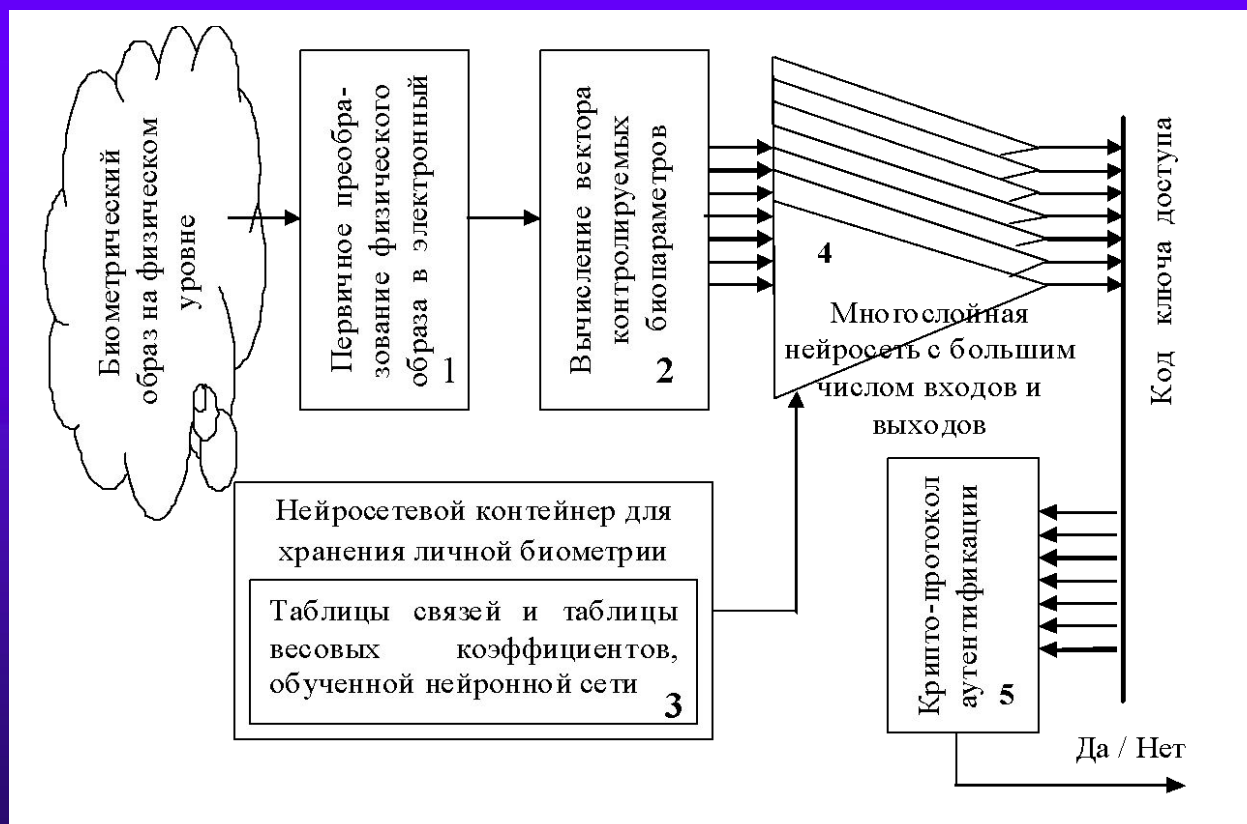 Биометрический
образ на физическом
уровне
Первичное преобра-
зование физического
образа в электронный
1
Вычисление вектора
контролируемых
биопараметров
2
4
Многослойная
нейросеть с большим
числом входов и
выходов
Код ключа доступа
Нейросетевой контейнер для
хранения личной биометрии
Таблицы связей и таблицы
весовых коэффициентов,
обученной нейронной сети
3
Крипто-протокол
аутентификации
5
Да / Нет